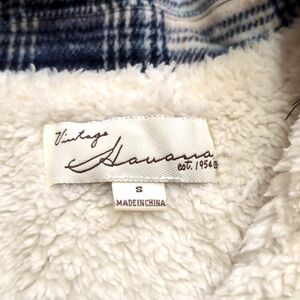 Vintage
Havana
est. 1954
S
MADE IN CHINA